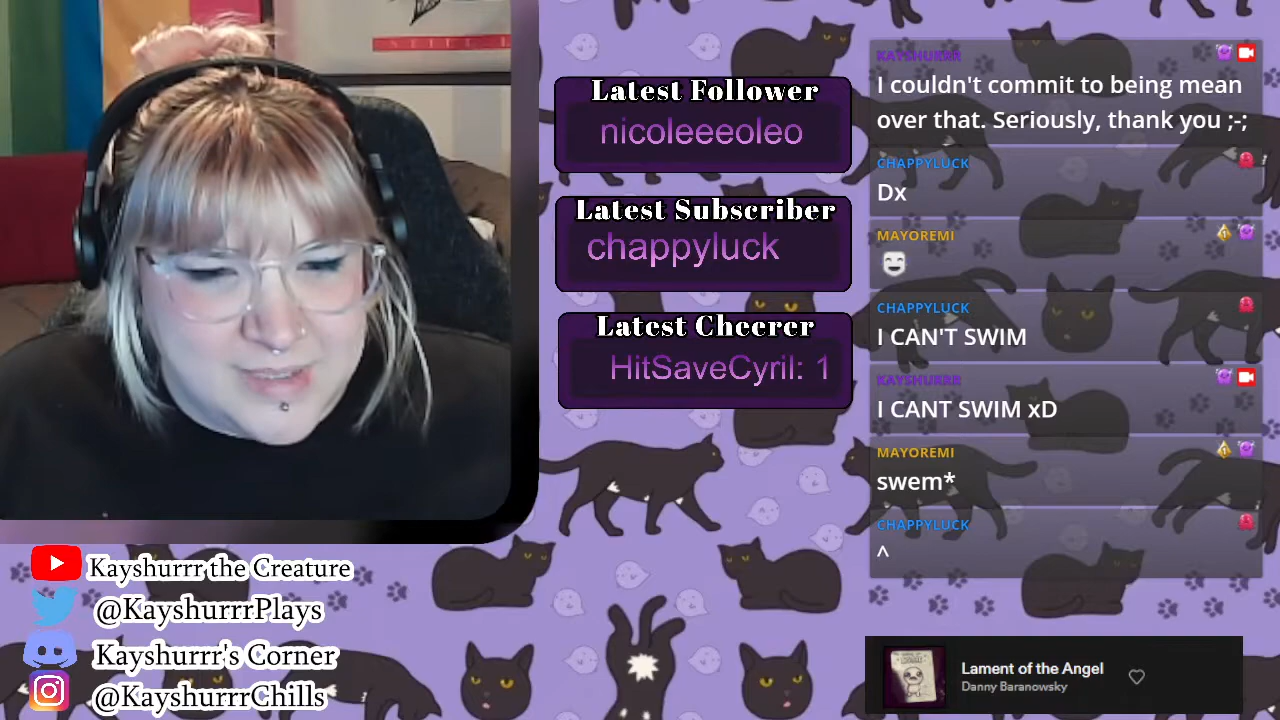 Latest Follower
nicoleeeoleo
Latest Subscriber
chappyluck
Latest Cheerer
HitSaveCyril: 1
KAYSHURRR
I couldn't commit to being mean
over that. Seriously, thank you ;-;
CHAPPYLUCK
Dx
MAYOREMI
CHAPPYLUCK
I CAN'T SWIM
KAYSHURRR
I CANT SWIM xD
MAYOREMI
swem*
CHAPPYLUCK
^
Kayshurrr the Creature
@KayshurrrPlays
Kayshurrr's Corner
@KayshurrrChills
Lament of the Angel
Danny Baranowsky